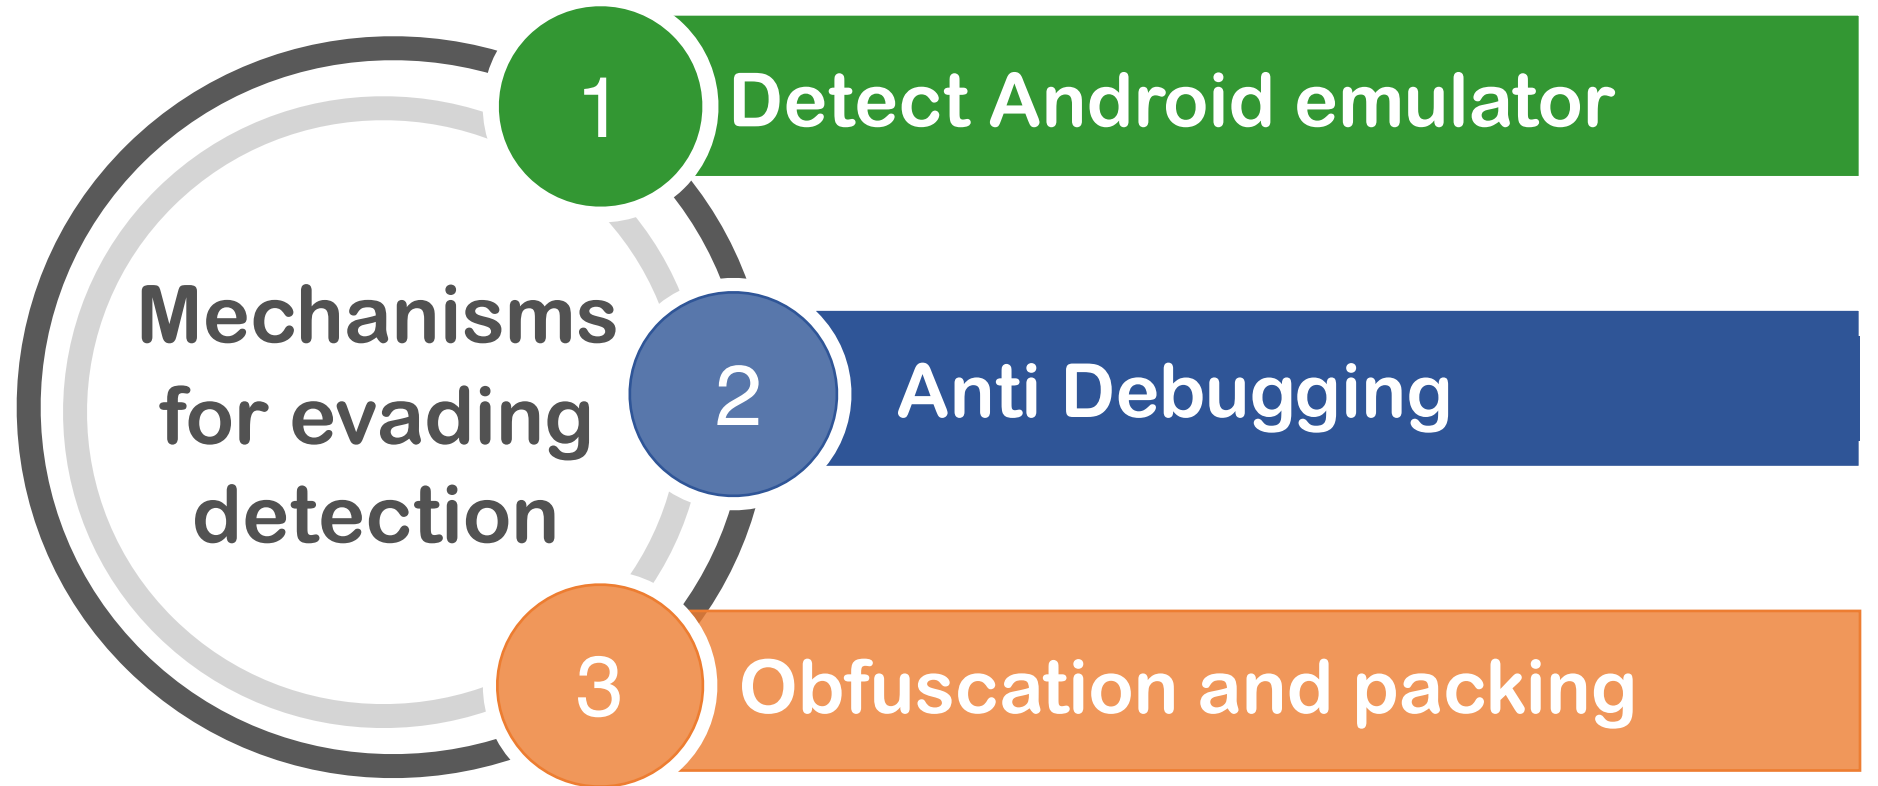 Mechanisms
for evading
detection
1
Detect Android emulator
2
Anti Debugging
3
Obfuscation and packing